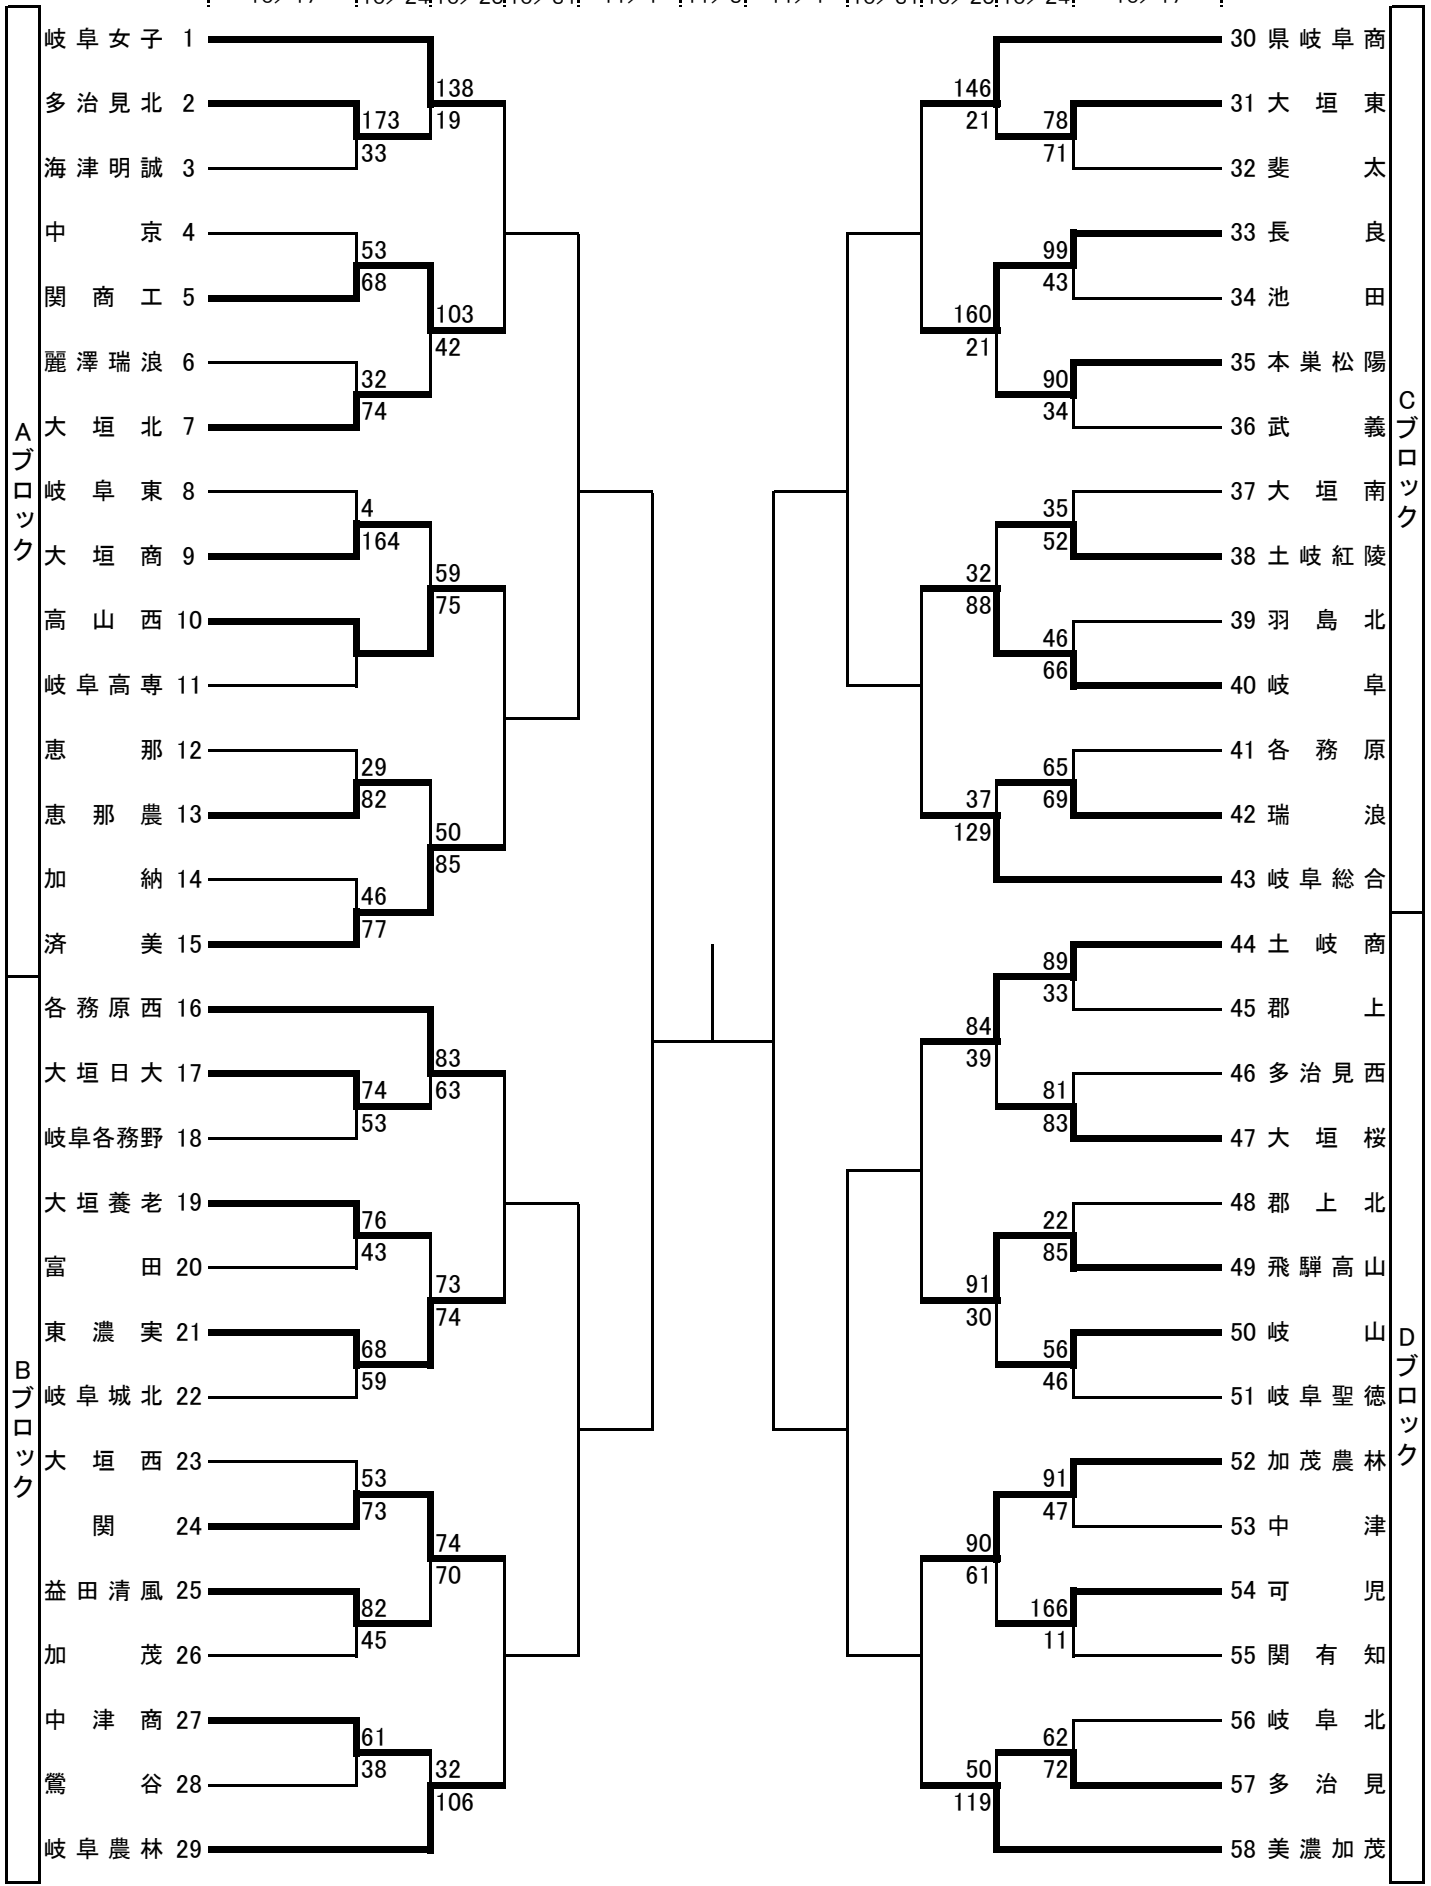 岐阜女子 1
138
多治見北 2
173
19
33
海津明誠 3
中京 4
53
68
関商工 5
103
42
麗澤瑞浪 6
32
74
大垣北 7
岐阜東 8
4
164
大垣商 9
59
75
高山西 10
岐阜高専 11
恵那 12
29
82
恵那農 13
50
85
加納 14
46
77
済美 15
Aブロック
各務原西 16
83
大垣日大 17
74
63
53
岐阜各務野 18
大垣養老 19
76
43
富田 20
73
74
東濃実 21
68
59
岐阜城北 22
大垣西 23
53
73
関 24
74
70
益田清風 25
82
45
加茂 26
中津商 27
61
38
32
鶯谷 28
106
岐阜農林 29
Bブロック
30 県岐阜商
146
31 大垣東
21
78
71
32 斐太
33 長良
99
43
34 池田
160
21
35 本巣松陽
90
34
36 武義
37 大垣南
35
52
38 土岐紅陵
32
88
39 羽島北
46
66
40 岐阜
41 各務原
65
69
37
42 瑞浪
129
43 岐阜総合
Cブロック
44 土岐商
89
33
45 郡上
84
39
46 多治見西
81
83
47 大垣桜
48 郡上北
22
85
49 飛騨高山
91
30
50 岐山
56
46
51 岐阜聖徳
52 加茂農林
91
47
53 中津
90
61
54 可児
166
11
55 関有知
56 岐阜北
62
72
50
57 多治見
119
58 美濃加茂
Dブロック